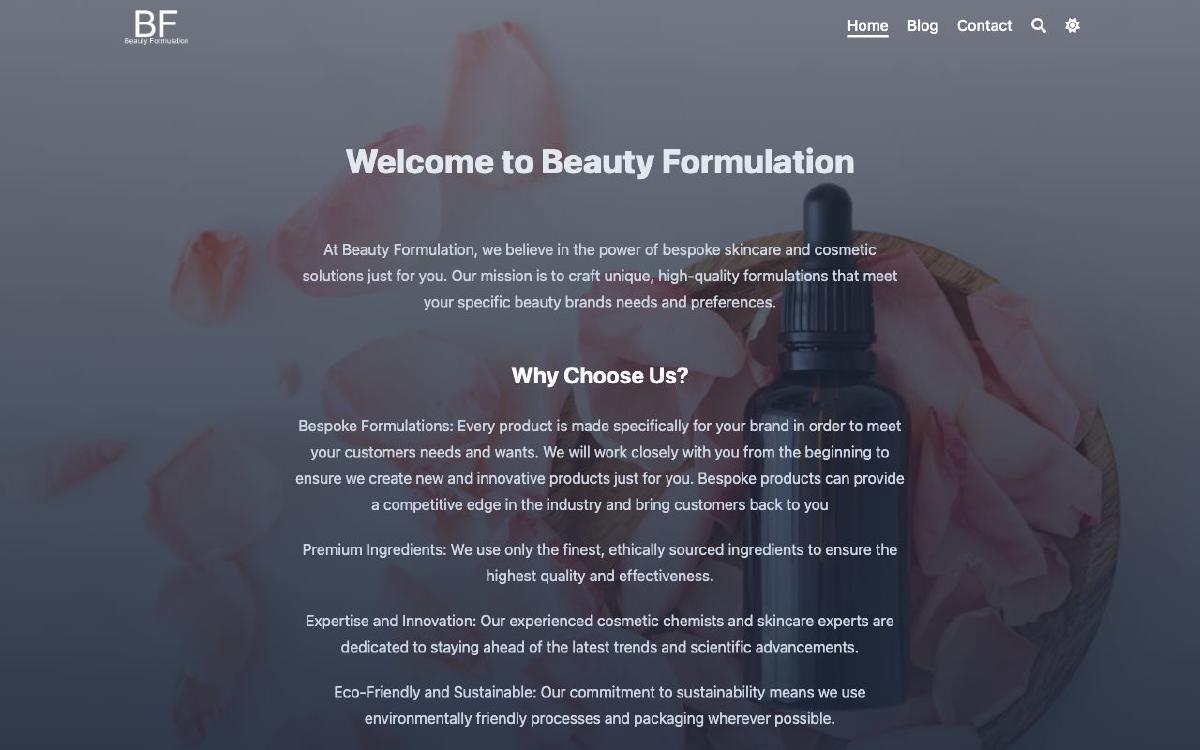 BF
Beauty Formulation
Home Blog Contact
Welcome to Beauty Formulation
At Beauty Formulation, we believe in the power of bespoke skincare and cosmetic
solutions just for you. Our mission is to craft unique, high-quality formulations that meet
your specific beauty brands needs and preferences.
Why Choose Us?
Bespoke Formulations: Every product is made specifically for your brand in order to meet
your customers needs and wants. We will work closely with you from the beginning to
ensure we create new and innovative products just for you. Bespoke products can provide
a competitive edge in the industry and bring customers back to you
Premium Ingredients: We use only the finest, ethically sourced ingredients to ensure the
highest quality and effectiveness.
Expertise and Innovation: Our experienced cosmetic chemists and skincare experts are
dedicated to staying ahead of the latest trends and scientific advancements.
Eco-Friendly and Sustainable: Our commitment to sustainability means we use
environmentally friendly processes and packaging wherever possible.